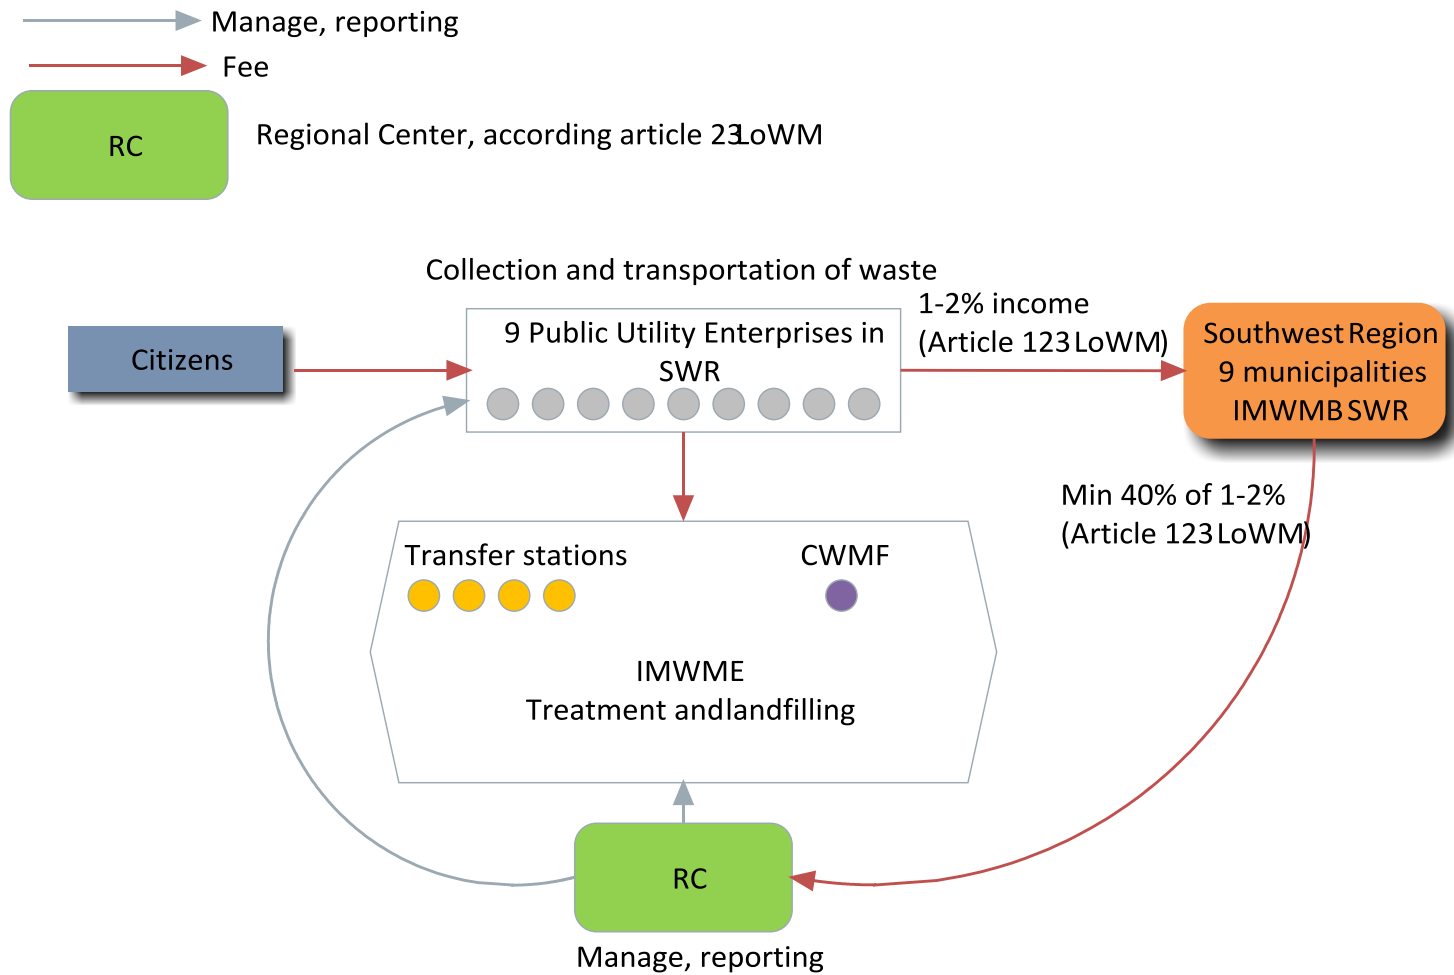 Manage, reporting
Fee
RC
Regional Center, according article 23LoWM
Collection and transportation of waste
1-2% income
(Article 123 LoWM)
Citizens
9 Public Utility Enterprises in
SWR
Southwest Region
9 municipalities
IMWMB SWR
Min 40% of 1-2%
(Article 123 LoWM)
Transfer stations
CWMF
IMWME
Treatment andlandfilling
RC
Manage, reporting